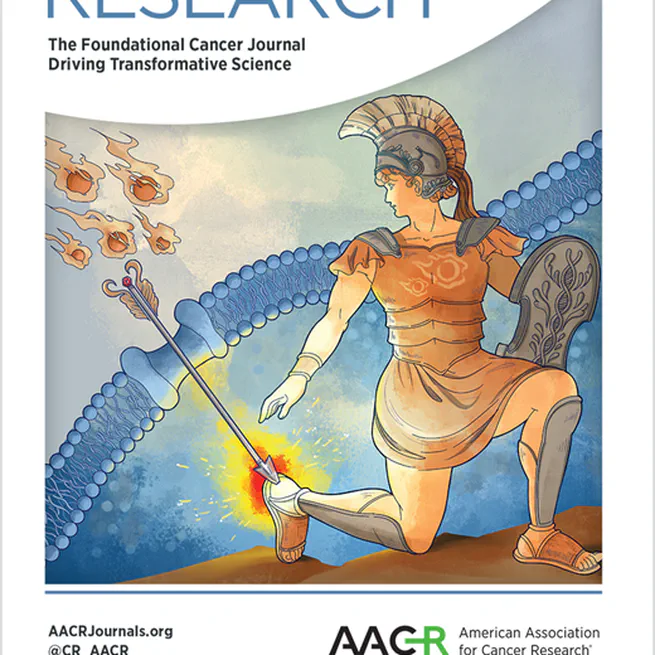 RESEARCH
The Foundational Cancer Journal
Driving Transformative Science
AACRJournals.org
@CR_AACR
AACR American Association
for Cancer Research®